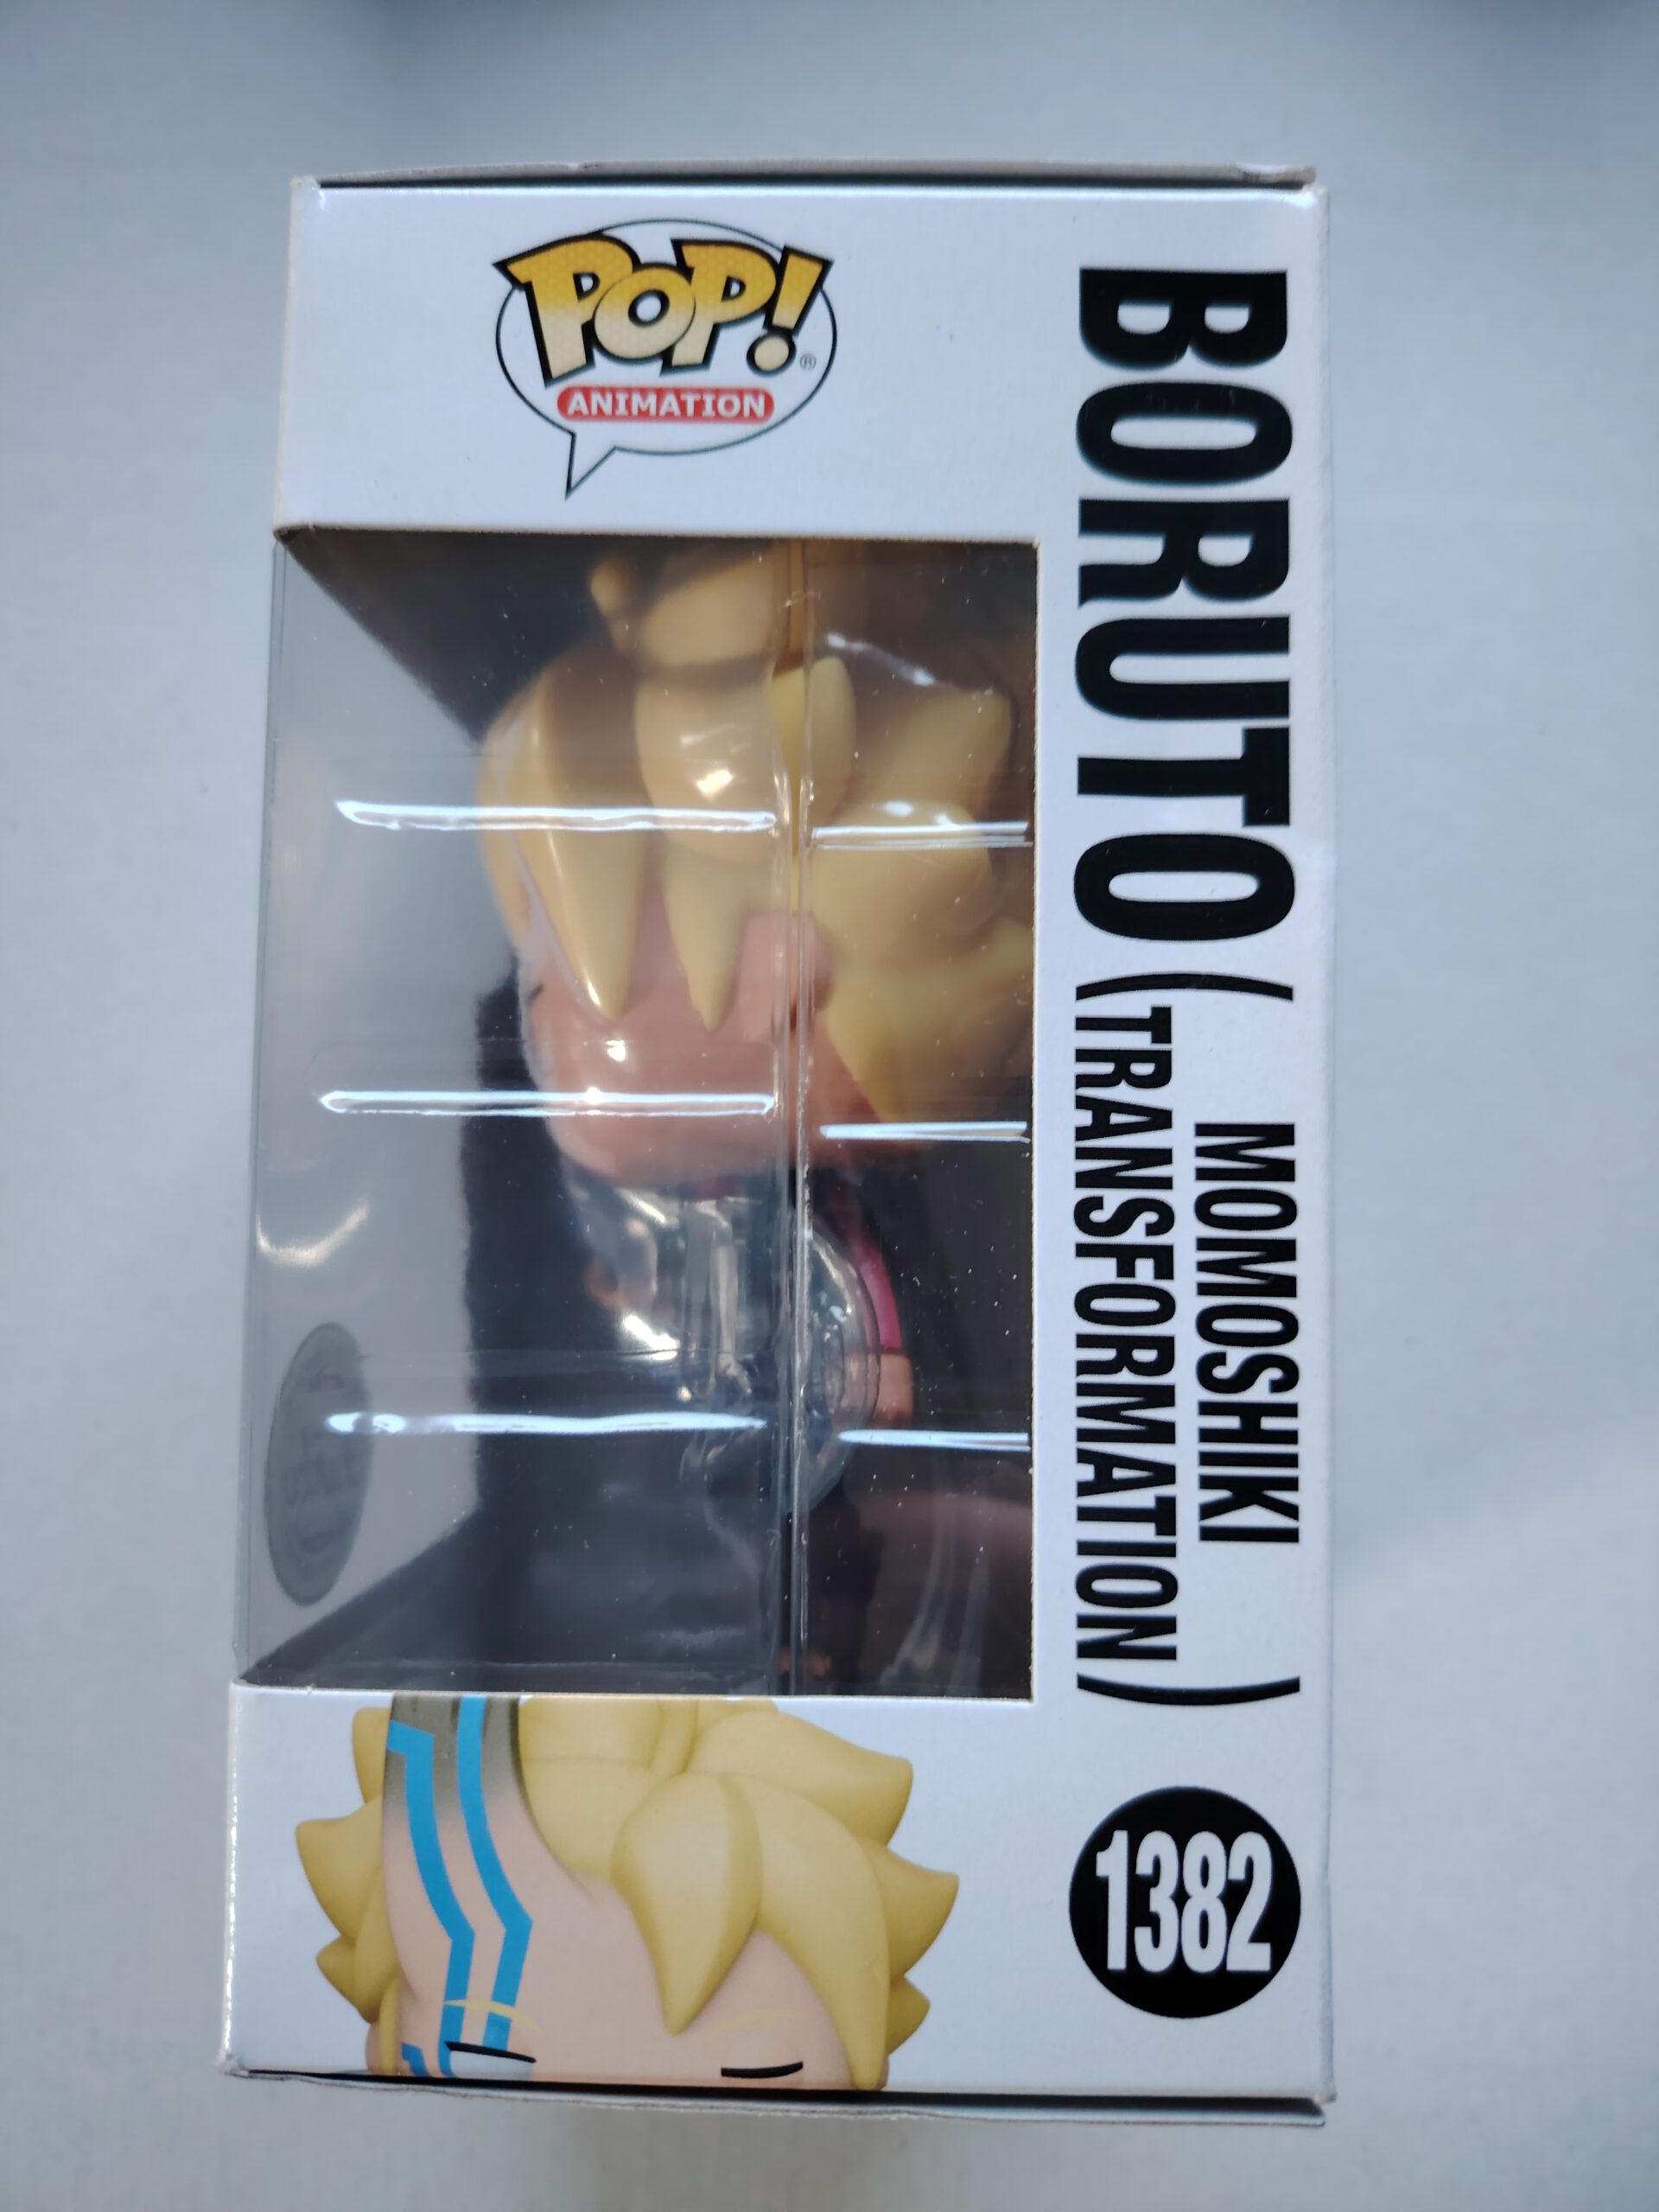 POP!®
ANIMATION
BORUTO ( MOMOSHIKI
TRANSFORMATION )
1382